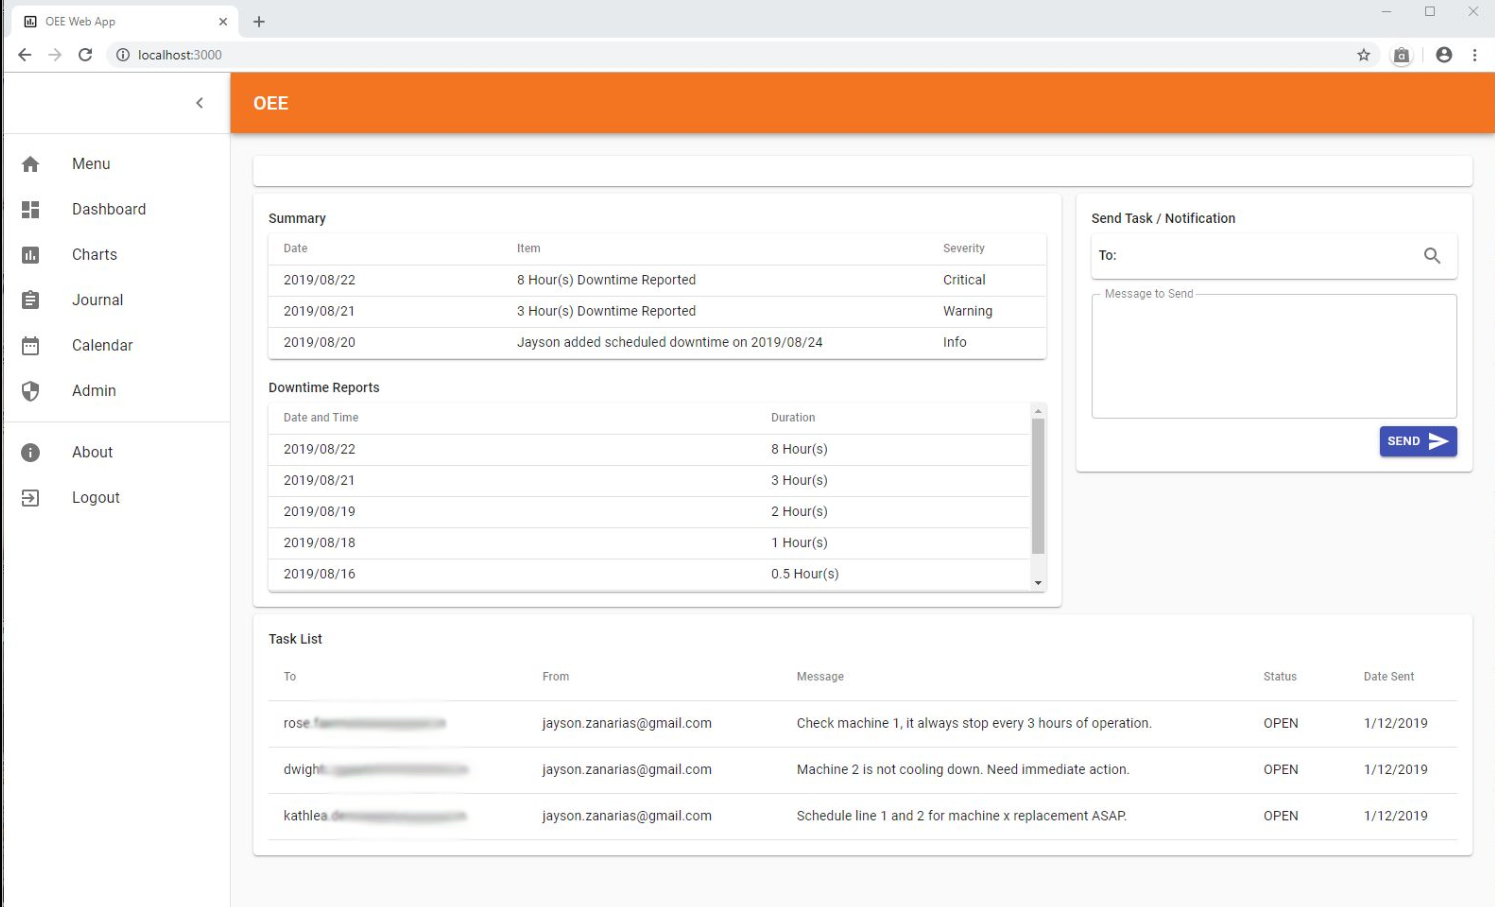 OEE Web App
localhost:3000
OEE
Menu
Dashboard
Charts
Journal
Calendar
Admin
About
Logout
Summary
Date Item Severity
2019/08/22 8 Hour(s) Downtime Reported Critical
2019/08/21 3 Hour(s) Downtime Reported Warning
2019/08/20 Jayson added scheduled downtime on 2019/08/24 Info
Downtime Reports
Date and Time Duration
2019/08/22 8 Hour(s)
2019/08/21 3 Hour(s)
2019/08/19 2 Hour(s)
2019/08/18 1 Hour(s)
2019/08/16 0.5 Hour(s)
Send Task / Notification
To:
Message to Send
SEND
Task List
To From Message Status Date Sent
rose. jayson.zanarias@gmail.com Check machine 1, it always stop every 3 hours of operation. OPEN 1/12/2019
dwight. jayson.zanarias@gmail.com Machine 2 is not cooling down. Need immediate action. OPEN 1/12/2019
kathlea. jayson.zanarias@gmail.com Schedule line 1 and 2 for machine x replacement ASAP. OPEN 1/12/2019